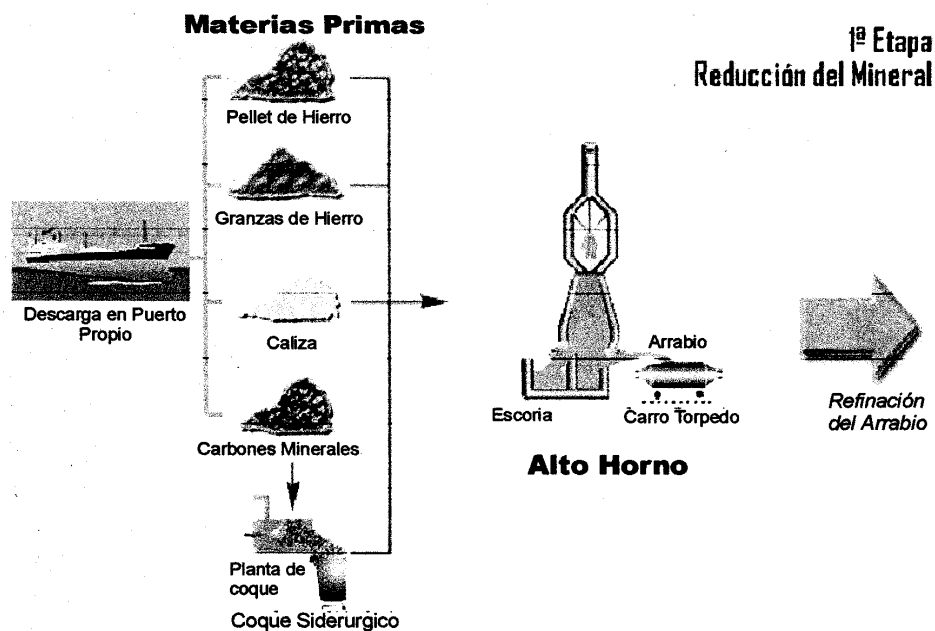 Materias Primas
1ª Etapa
Reducción del Mineral
Pellet de Hierro
Granzas de Hierro
Descarga en Puerto
Propio
Caliza
Carbones Minerales
Planta de
coque
Coque Siderurgico
Arrabio
Escoria
Carro Torpedo
Alto Horno
Refinación
del Arrabio